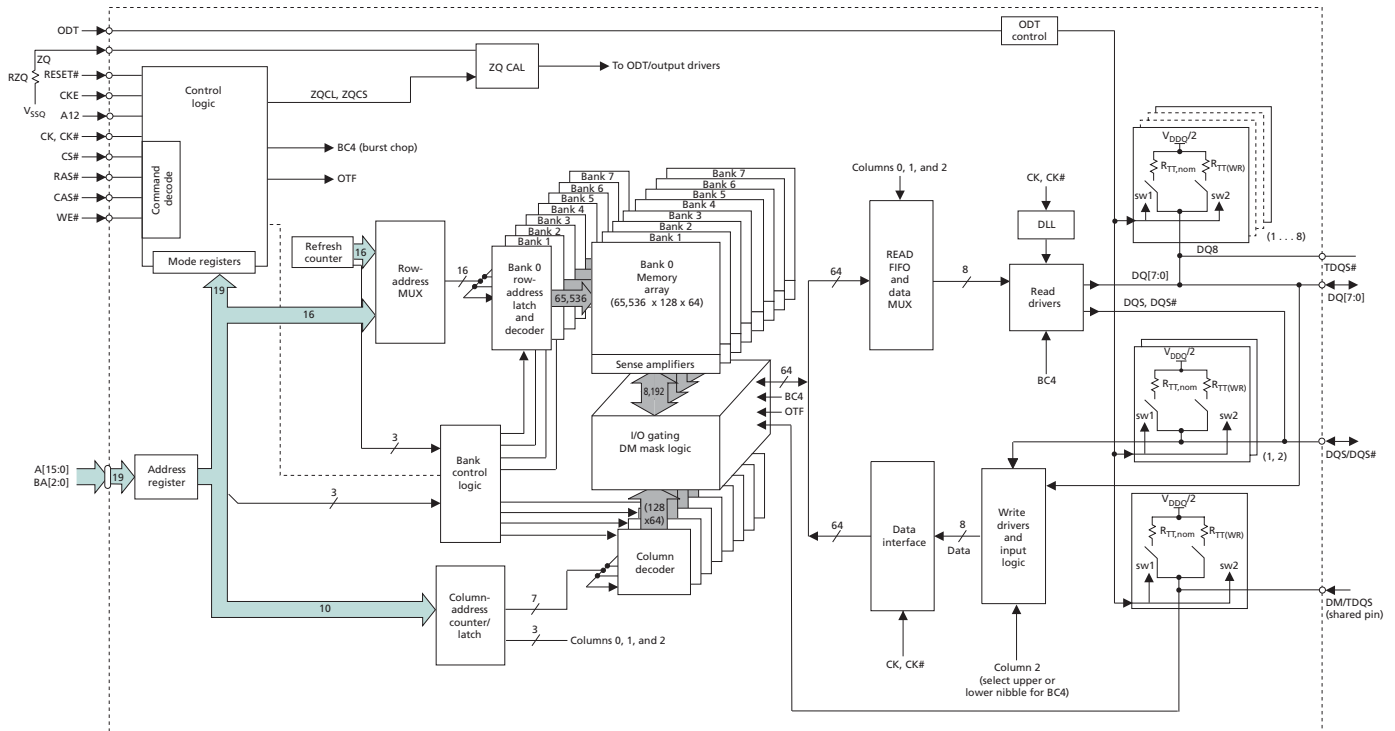 ODT
ODT
control
ZQ
RZQ
VSSQ
RESET#
CKE
A12
CK, CK#
CS#
RAS#
CAS#
WE#
Control
logic
Command
decode
Mode registers
ZQ CAL
To ODT/output drivers
ZQCL, ZQCS
BC4 (burst chop)
OTF
Refresh
counter
16
Row-
address
MUX
16
19
16
Bank 7
Bank 6
Bank 5
Bank 4
Bank 3
Bank 2
Bank 1
Bank 0
row-
address
latch
and
decoder
65,536
Bank 7
Bank 6
Bank 5
Bank 4
Bank 3
Bank 2
Bank 1
Bank 0
Memory
array
(65,536 x 128 x 64)
Sense amplifiers
8,192
64
BC4
OTF
I/O gating
DM mask logic
(128
x64)
Column
decoder
3
Bank
control
logic
3
A[15:0]
BA[2:0]
19
Address
register
10
Column-
address
counter/
latch
7
3
Columns 0, 1, and 2
Columns 0, 1, and 2
64
READ
FIFO
and
data
MUX
8
CK, CK#
DLL
Read
drivers
BC4
64
Data
interface
8
Data
Write
drivers
and
input
logic
CK, CK#
Column 2
(select upper or
lower nibble for BC4)
VDDQ/2
RTT,nom
RTT(WR)
sw1
sw2
(1 . . . 8)
DQ8
TDQS#
DQ[7:0]
DQ[7:0]
DQS, DQS#
VDDQ/2
RTT,nom
RTT(WR)
sw1
sw2
(1, 2)
DQS/DQS#
VDDQ/2
RTT,nom
RTT(WR)
sw1
sw2
DM/TDQS
(shared pin)